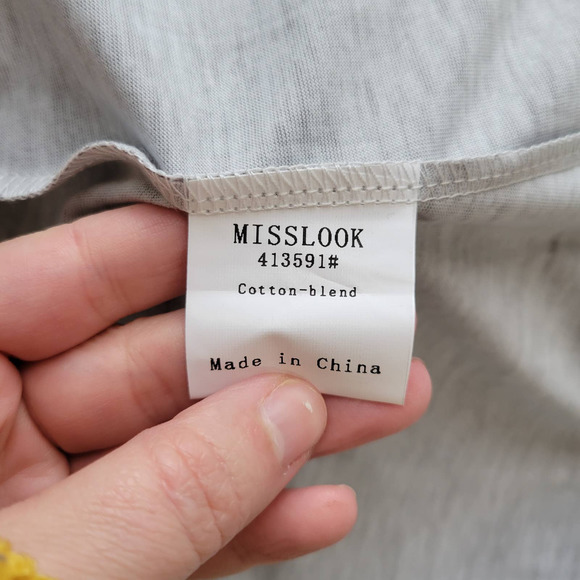 MISSLOOK
413591#
Cotton-blend
Made in China